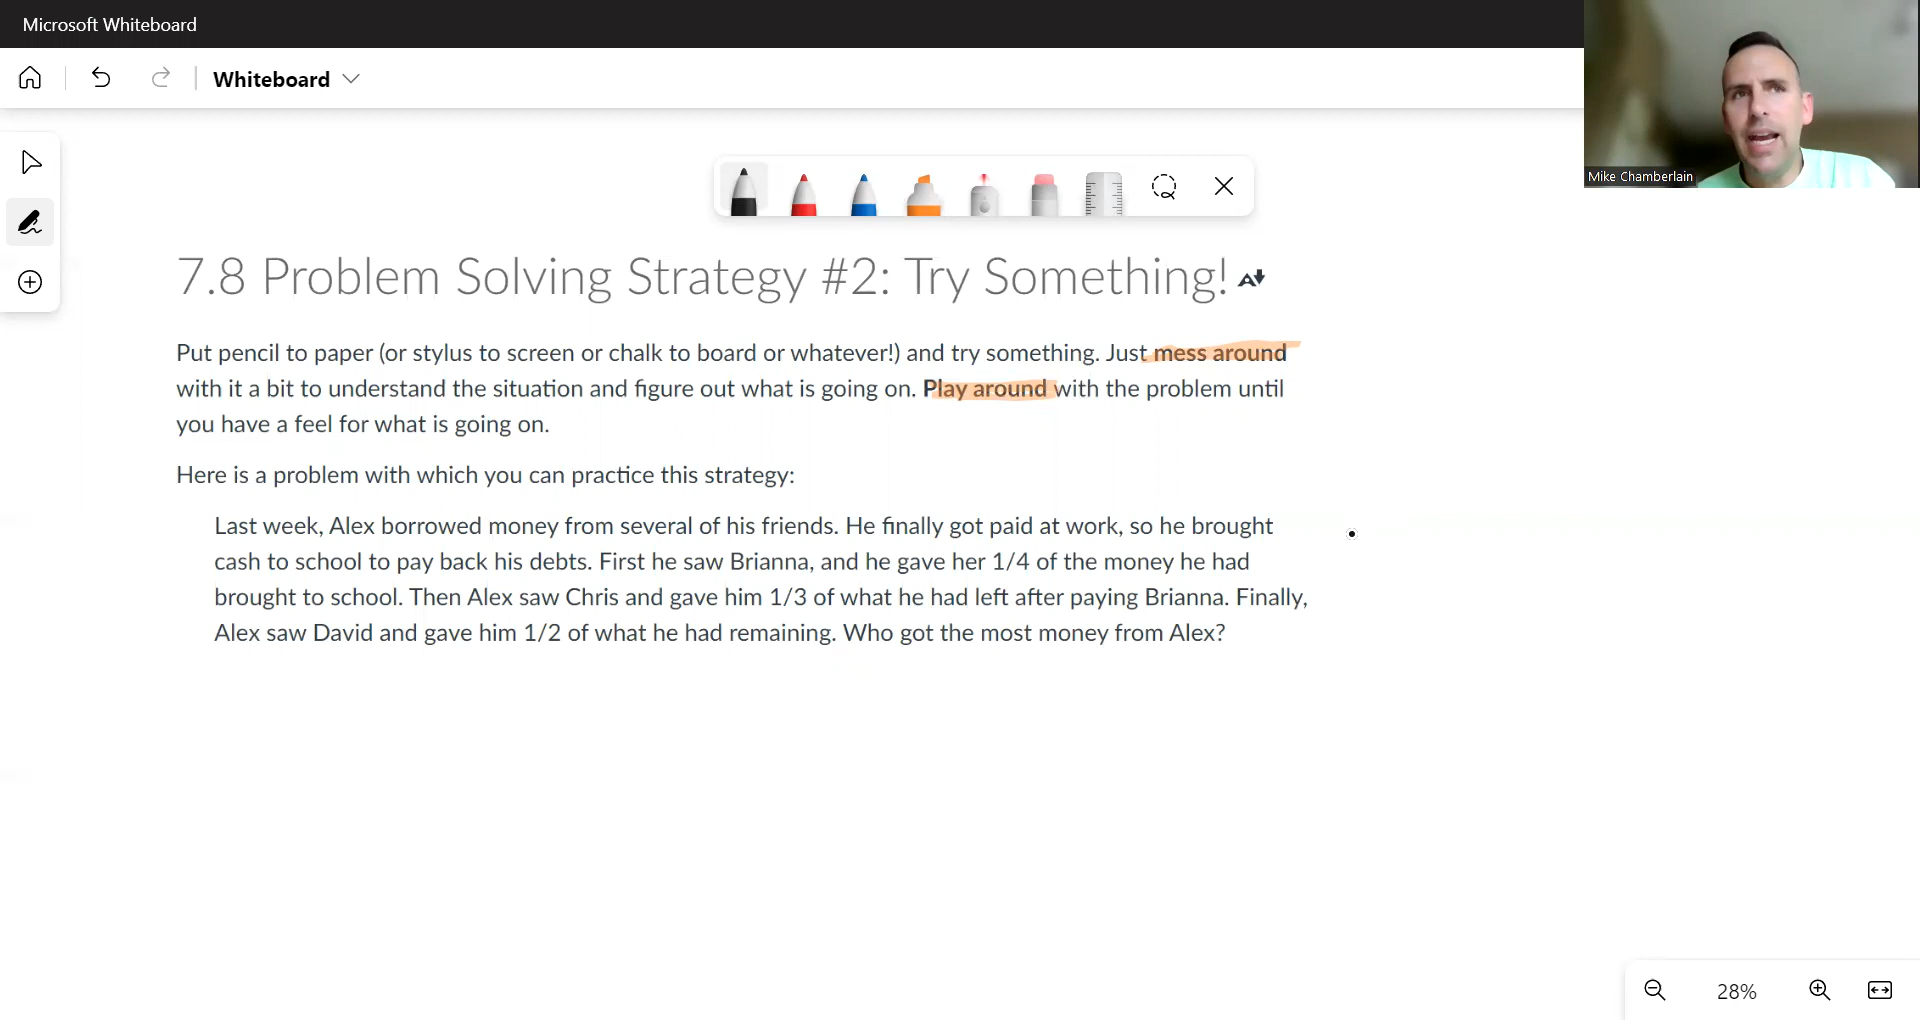 Microsoft Whiteboard
Whiteboard
Mike Chamberlain
7.8 Problem Solving Strategy #2: Try Something!
Put pencil to paper (or stylus to screen or chalk to board or whatever!) and try something. Just mess around
with it a bit to understand the situation and figure out what is going on. Play around with the problem until
you have a feel for what is going on.
Here is a problem with which you can practice this strategy:
Last week, Alex borrowed money from several of his friends. He finally got paid at work, so he brought
cash to school to pay back his debts. First he saw Brianna, and he gave her 1/4 of the money he had
brought to school. Then Alex saw Chris and gave him 1/3 of what he had left after paying Brianna. Finally,
Alex saw David and gave him 1/2 of what he had remaining. Who got the most money from Alex?
28%